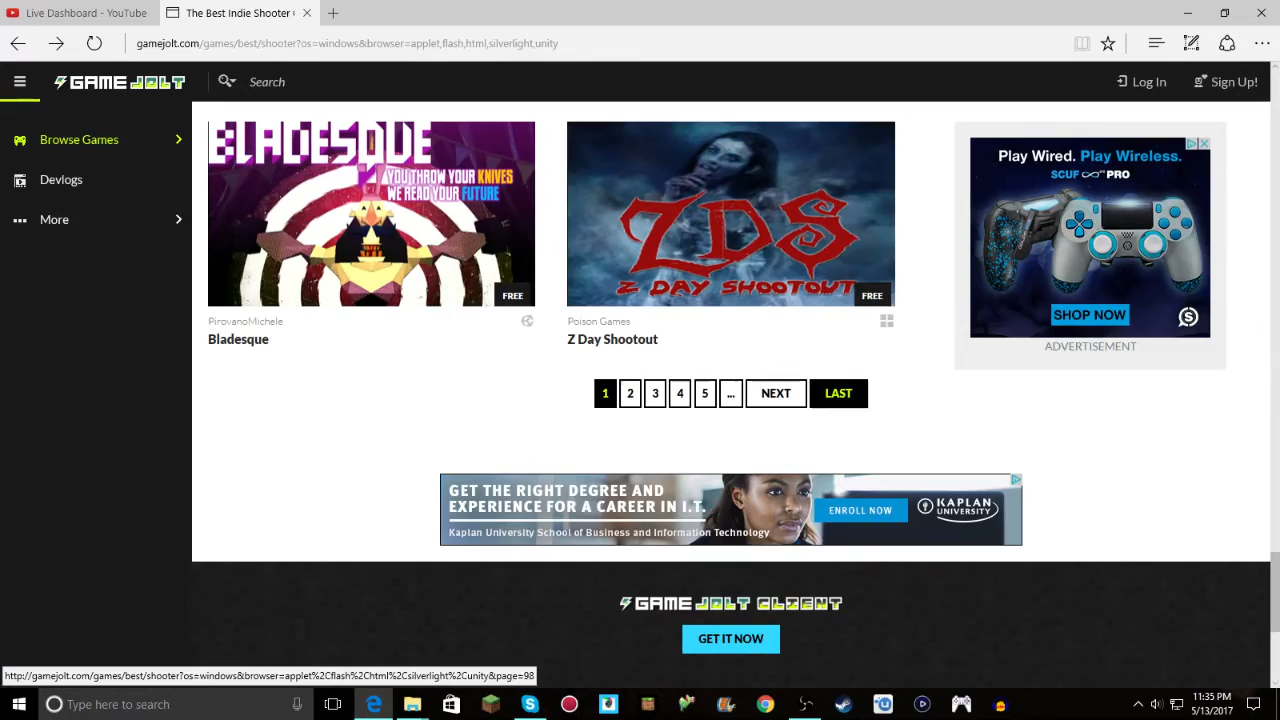 Live Dashboard - YouTube
The Best Indie Shooter
gamejolt.com/games/best/shooter?os=windows&browser=applet,flash,html,silverlight,unity
GAME JOLT
Search
Log In
Sign Up!
Browse Games
Devlogs
More
BLADESQUE
YOU THROW YOUR KNIVES
WE READ YOUR FUTURE
FREE
PirovanoMichele
Bladesque
ZDS
Z DAY SHOOTOUT
FREE
Poison Games
Z Day Shootout
Play Wired. Play Wireless.
SCUF PRO
SHOP NOW
ADVERTISEMENT
1 2 3 4 5 ... NEXT LAST
GET THE RIGHT DEGREE AND
EXPERIENCE FOR A CAREER IN I.T.
Kaplan University School of Business and Information Technology
ENROLL NOW
KAPLAN
UNIVERSITY
GAME JOLT CLIENT
GET IT NOW
http://gamejolt.com/games/best/shooter?os=windows&browser=applet%2Cflash%2Chtml%2Csilverlight%2Cunity&page=98
Type here to search
11:35 PM
5/13/2017